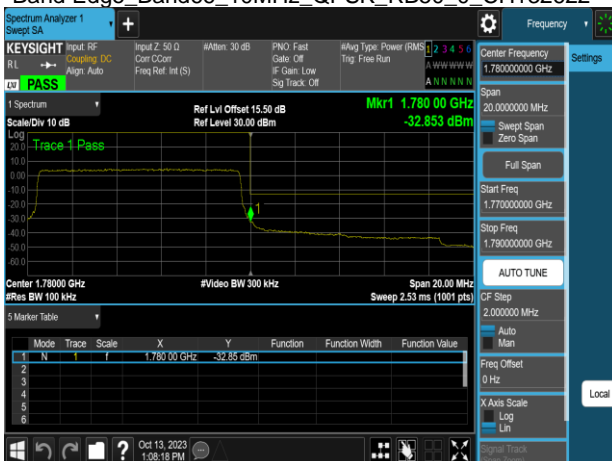 Spectrum Analyzer 1
Swept SA
Frequency
KEYSIGHT
Input: RF
Input Z: 50 Ω
#Atten: 30 dB
PNO: Fast
#Avg Type: Power (RMS
1 2 3 4 5 6
RL
Coupling: DC
Corr CCorr
Gate: Off
Trig: Free Run
A W W W W W
Align: Auto
Freq Ref: Int (S)
IF Gain: Low
Sig Track: Off
A N N N N N
PASS
Center Frequency
1.780000000 GHz
Settings
Span
20.0000000 MHz
Swept Span
Zero Span
Full Span
Start Freq
1.770000000 GHz
Stop Freq
1.790000000 GHz
AUTO TUNE
CF Step
2.000000 MHz
Auto
Man
Freq Offset
0 Hz
X Axis Scale
Log
Lin
Signal Track
Local
1 Spectrum
Scale/Div 10 dB
Ref Lvl Offset 15.50 dB
Ref Level 30.00 dBm
Mkr1 1.780 00 GHz
-32.853 dBm
Log
Trace 1 Pass
20.0
10.0
0.00
-10.0
-20.0
-30.0
-40.0
-50.0
-60.0
1
Center 1.78000 GHz
#Video BW 300 kHz
Span 20.00 MHz
#Res BW 100 kHz
Sweep 2.53 ms (1001 pts)
5 Marker Table
Mode Trace Scale X Y Function Function Width Function Value
1 N 1 f 1.780 00 GHz -32.85 dBm
2
3
4
5
6
Oct 13, 2023
1:08:18 PM